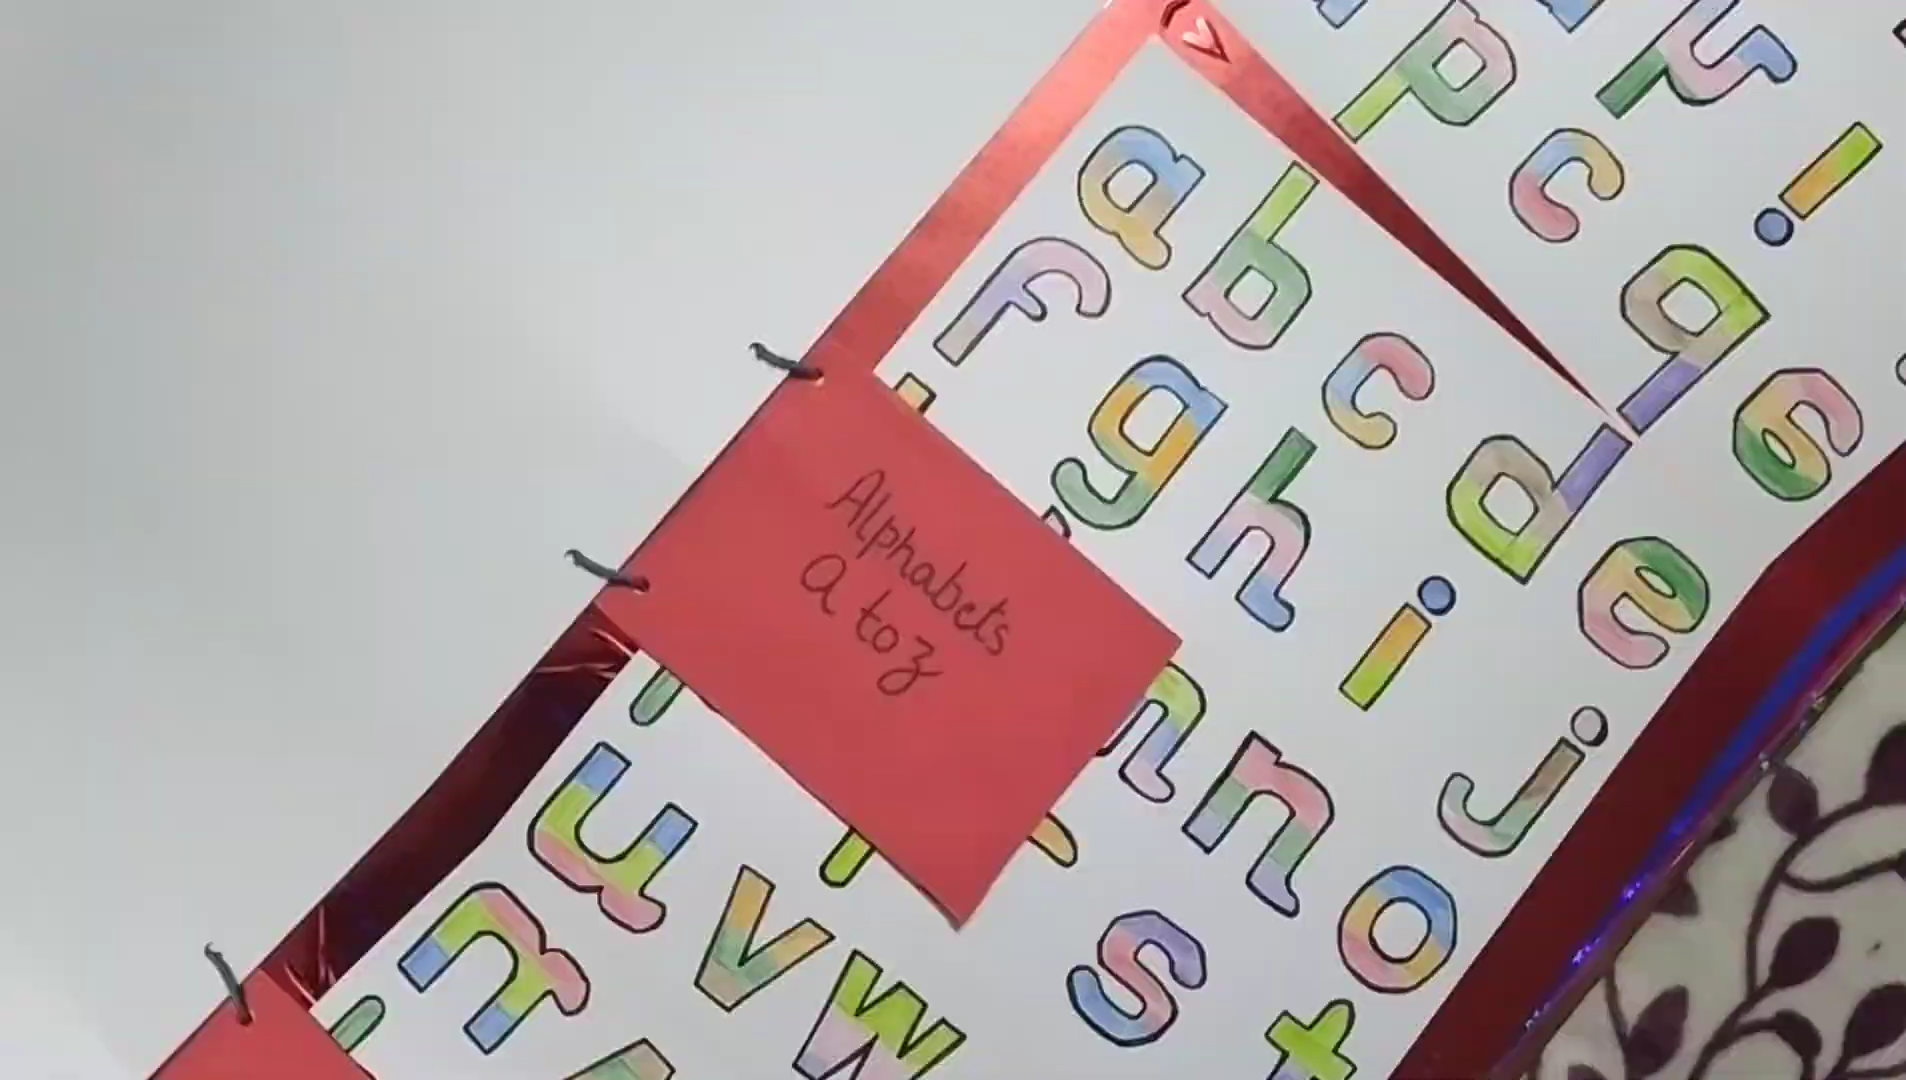 Alphabets
a to z
a b c d e
f g h i j
n o
s t
u v w